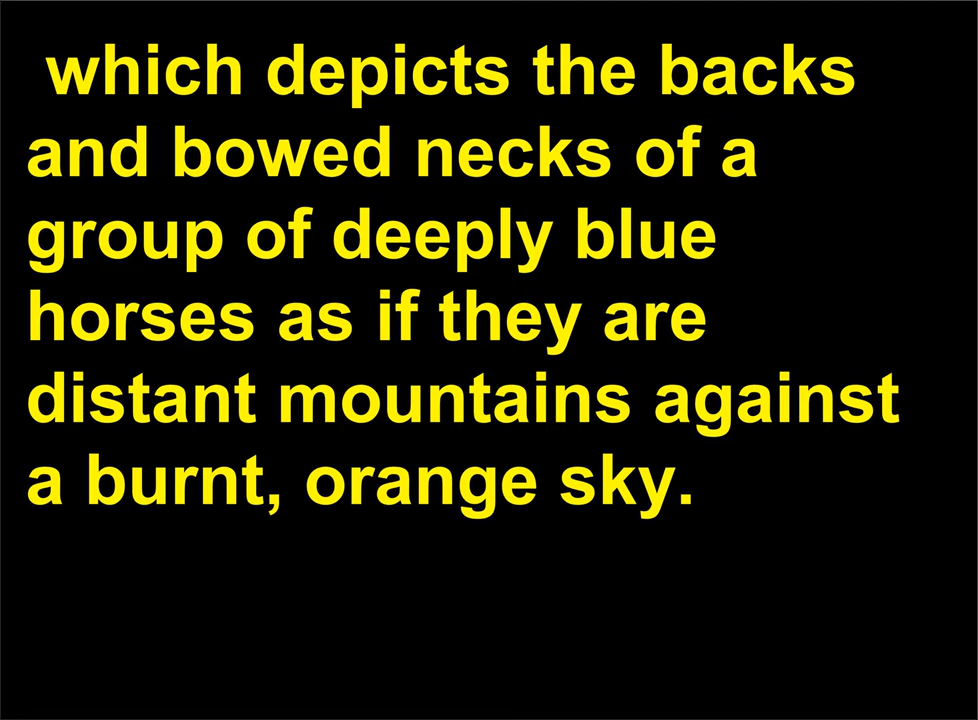 which depicts the backs
and bowed necks of a
group of deeply blue
horses as if they are
distant mountains against
a burnt, orange sky.